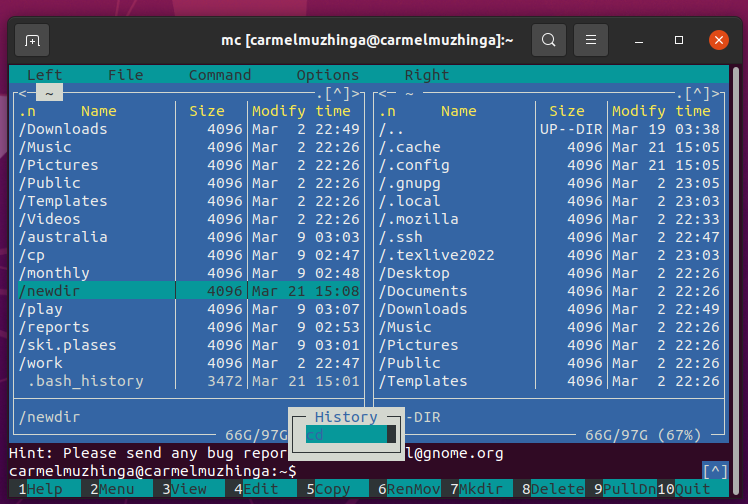 mc [carmelmuzhinga@carmelmuzhinga]:~
Left File Command Options Right
<- ~ .[^]>
.n Name Size Modify time
/Downloads 4096 Mar 2 22:49
/Music 4096 Mar 2 22:26
/Pictures 4096 Mar 2 22:26
/Public 4096 Mar 2 22:26
/Templates 4096 Mar 2 22:26
/Videos 4096 Mar 2 22:26
/australia 4096 Mar 9 03:03
/cp 4096 Mar 9 02:47
/monthly 4096 Mar 9 02:48
/newdir 4096 Mar 21 15:08
/play 4096 Mar 9 03:07
/reports 4096 Mar 9 02:53
/ski.plases 4096 Mar 9 03:03
/work 4096 Mar 2 22:47
.bash_history 3472 Mar 21 15:01
/newdir
66G/97G
<- ~ .[^]>
.n Name Size Modify time
/.. UP--DIR Mar 19 03:38
/.cache 4096 Mar 21 15:05
/.config 4096 Mar 21 15:05
/.gnupg 4096 Mar 2 23:05
/.local 4096 Mar 2 23:03
/.mozilla 4096 Mar 2 22:33
/.ssh 4096 Mar 2 22:47
/.texlive2022 4096 Mar 2 23:03
/Desktop 4096 Mar 2 22:26
/Documents 4096 Mar 2 22:26
/Downloads 4096 Mar 2 22:49
/Music 4096 Mar 2 22:26
/Pictures 4096 Mar 2 22:26
/Public 4096 Mar 2 22:26
/Templates 4096 Mar 2 22:26
-DIR
66G/97G (67%)
History
cd
Hint: Please send any bug repor l@gnome.org
carmelmuzhinga@carmelmuzhinga:~$ [^]
1Help 2Menu 3View 4Edit 5Copy 6RenMov 7Mkdir 8Delete 9PullDn 10Quit